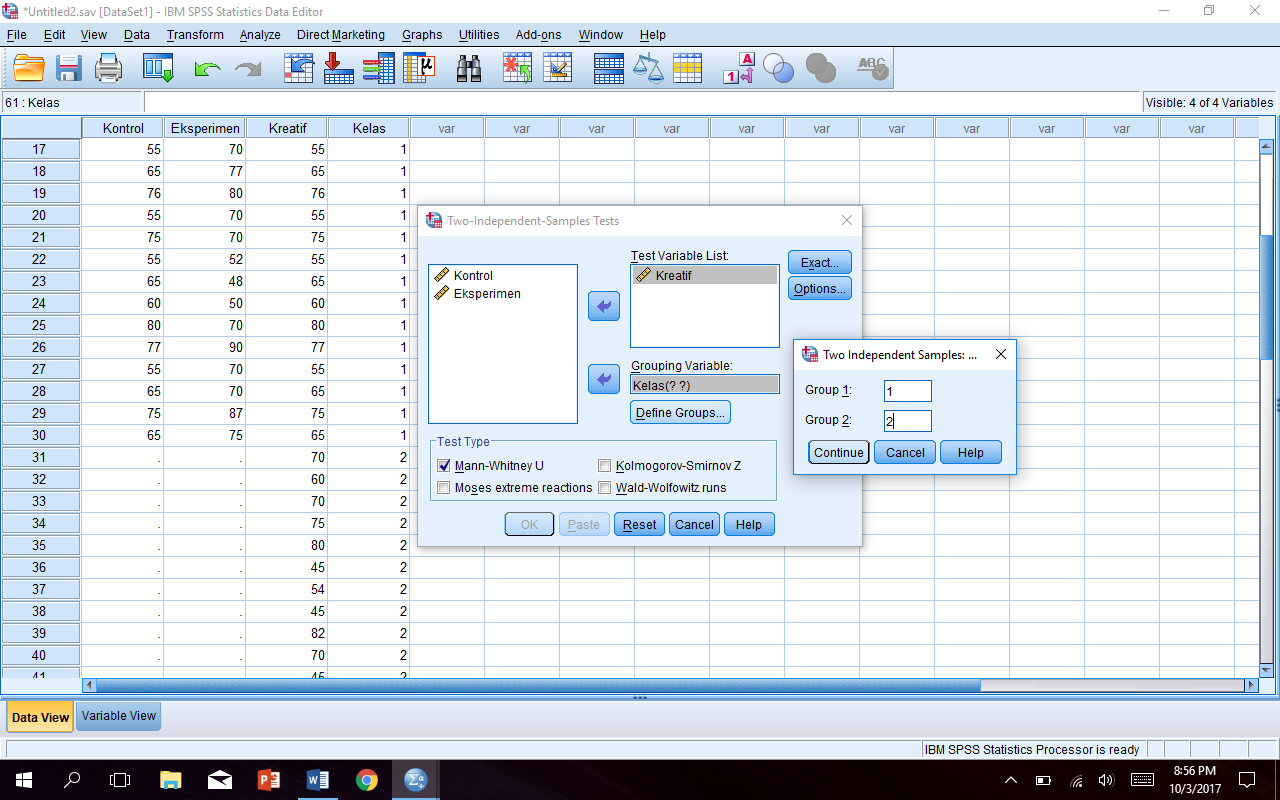 *Untitled2.sav [DataSet1] - IBM SPSS Statistics Data Editor
File Edit View Data Transform Analyze Direct Marketing Graphs Utilities Add-ons Window Help
61 : Kelas
Visible: 4 of 4 Variables
Kontrol Eksperimen Kreatif Kelas var var var var var var var var var var var
17 55 70 55 1
18 65 77 65 1
19 76 80 76 1
20 55 70 55 1
21 75 70 75 1
22 55 52 55 1
23 65 48 65 1
24 60 50 60 1
25 80 70 80 1
26 77 90 77 1
27 55 70 55 1
28 65 70 65 1
29 75 87 75 1
30 65 75 65 1
31 . . 70 2
32 . . 60 2
33 . . 70 2
34 . . 75 2
35 . . 80 2
36 . . 45 2
37 . . 54 2
38 . . 45 2
39 . . 82 2
40 . . 70 2
41 45 2
Two-Independent-Samples Tests
Kontrol
Eksperimen
Test Variable List:
Kreatif
Exact...
Options...
Grouping Variable:
Kelas(? ?)
Define Groups...
Test Type
Mann-Whitney U Kolmogorov-Smirnov Z
Moses extreme reactions Wald-Wolfowitz runs
OK Paste Reset Cancel Help
Two Independent Samples: ...
Group 1: 1
Group 2: 2
Continue Cancel Help
Data View Variable View
IBM SPSS Statistics Processor is ready
8:56 PM
10/3/2017